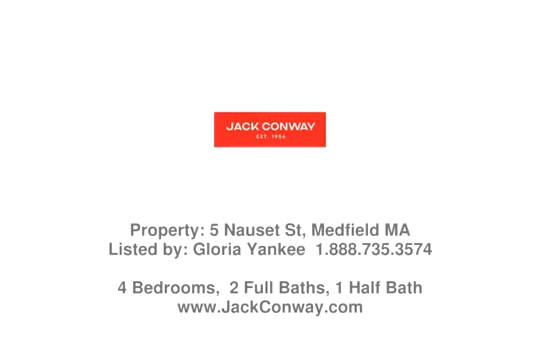 JACK CONWAY
EST. 1956
Property: 5 Nauset St, Medfield MA
Listed by: Gloria Yankee  1.888.735.3574
4 Bedrooms,  2 Full Baths, 1 Half Bath
www.JackConway.com